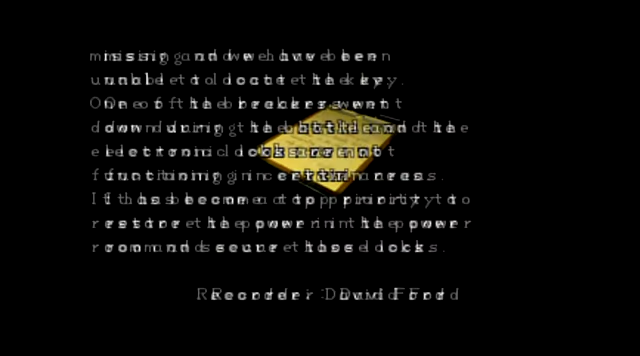 missing and we have been
unable to locate the key.
One of the breakers went
down during the battle and the
electronic locks are not
functioning in certain areas.
It has become a top priority to
restore the power in the power
room and secure those locks.
Recorder: David Ford